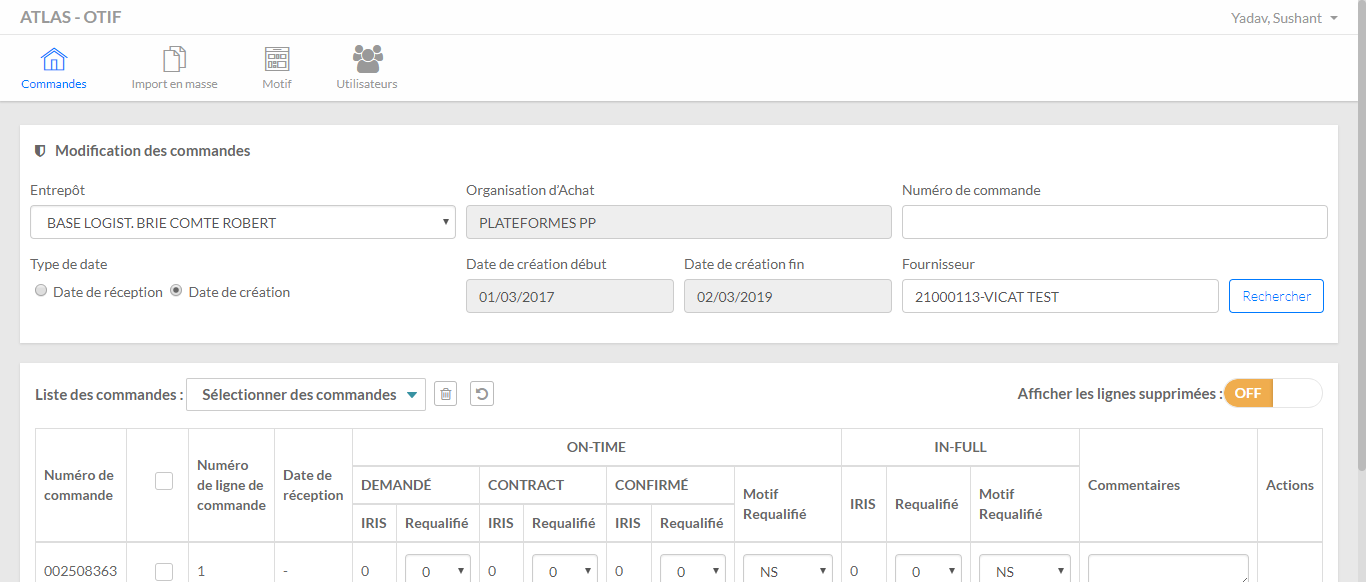 ATLAS - OTIF
Yadav, Sushant
Commandes
Import en masse
Motif
Utilisateurs
Modification des commandes
Entrepôt
Organisation d'Achat
Numéro de commande
BASE LOGIST. BRIE COMTE ROBERT
PLATEFORMES PP
Type de date
Date de création début
Date de création fin
Fournisseur
Date de réception
Date de création
01/03/2017
02/03/2019
21000113-VICAT TEST
Rechercher
Liste des commandes :
Sélectionner des commandes
Afficher les lignes supprimées :
OFF
Numéro de
commande
Numéro
de ligne de
commande
Date de
réception
ON-TIME
DEMANDÉ
CONTRACT
CONFIRMÉ
Motif
Requalifié
IRIS
Requalifié
IRIS
Requalifié
IRIS
Requalifié
IN-FULL
IRIS
Requalifié
Motif
Requalifié
Commentaires
Actions
002508363
1
-
0
0
0
0
0
0
NS
0
0
NS